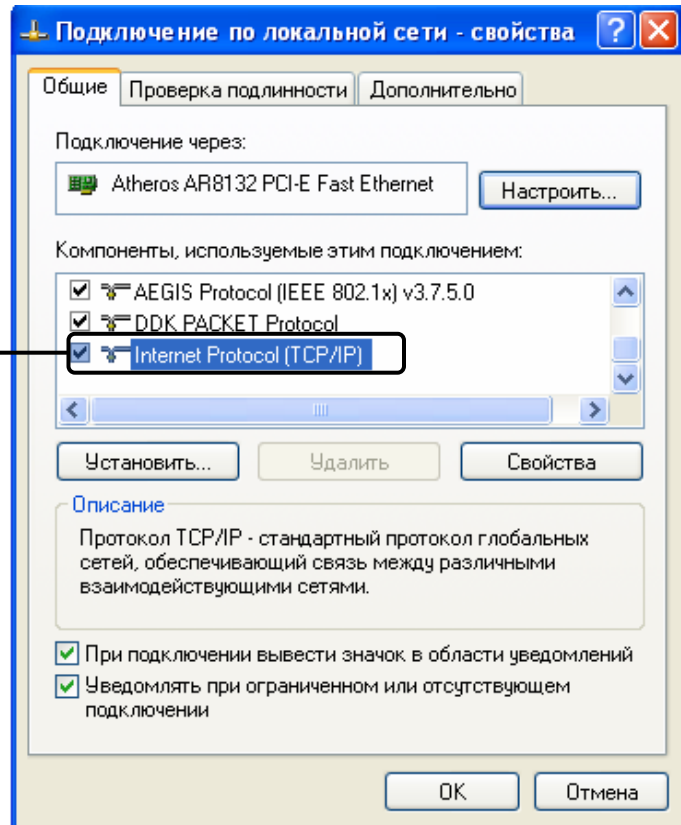 Подключение по локальной сети - свойства
Общие Проверка подлинности Дополнительно
Подключение через:
Atheros AR8132 PCI-E Fast Ethernet Настроить...
Компоненты, используемые этим подключением:
AEGIS Protocol (IEEE 802.1x) v3.7.5.0
DDK PACKET Protocol
Internet Protocol (TCP/IP)
Установить... Удалить Свойства
Описание
Протокол TCP/IP - стандартный протокол глобальных
сетей, обеспечивающий связь между различными
взаимодействующими сетями.
При подключении вывести значок в области уведомлений
Уведомлять при ограниченном или отсутствующем
подключении
OK Отмена